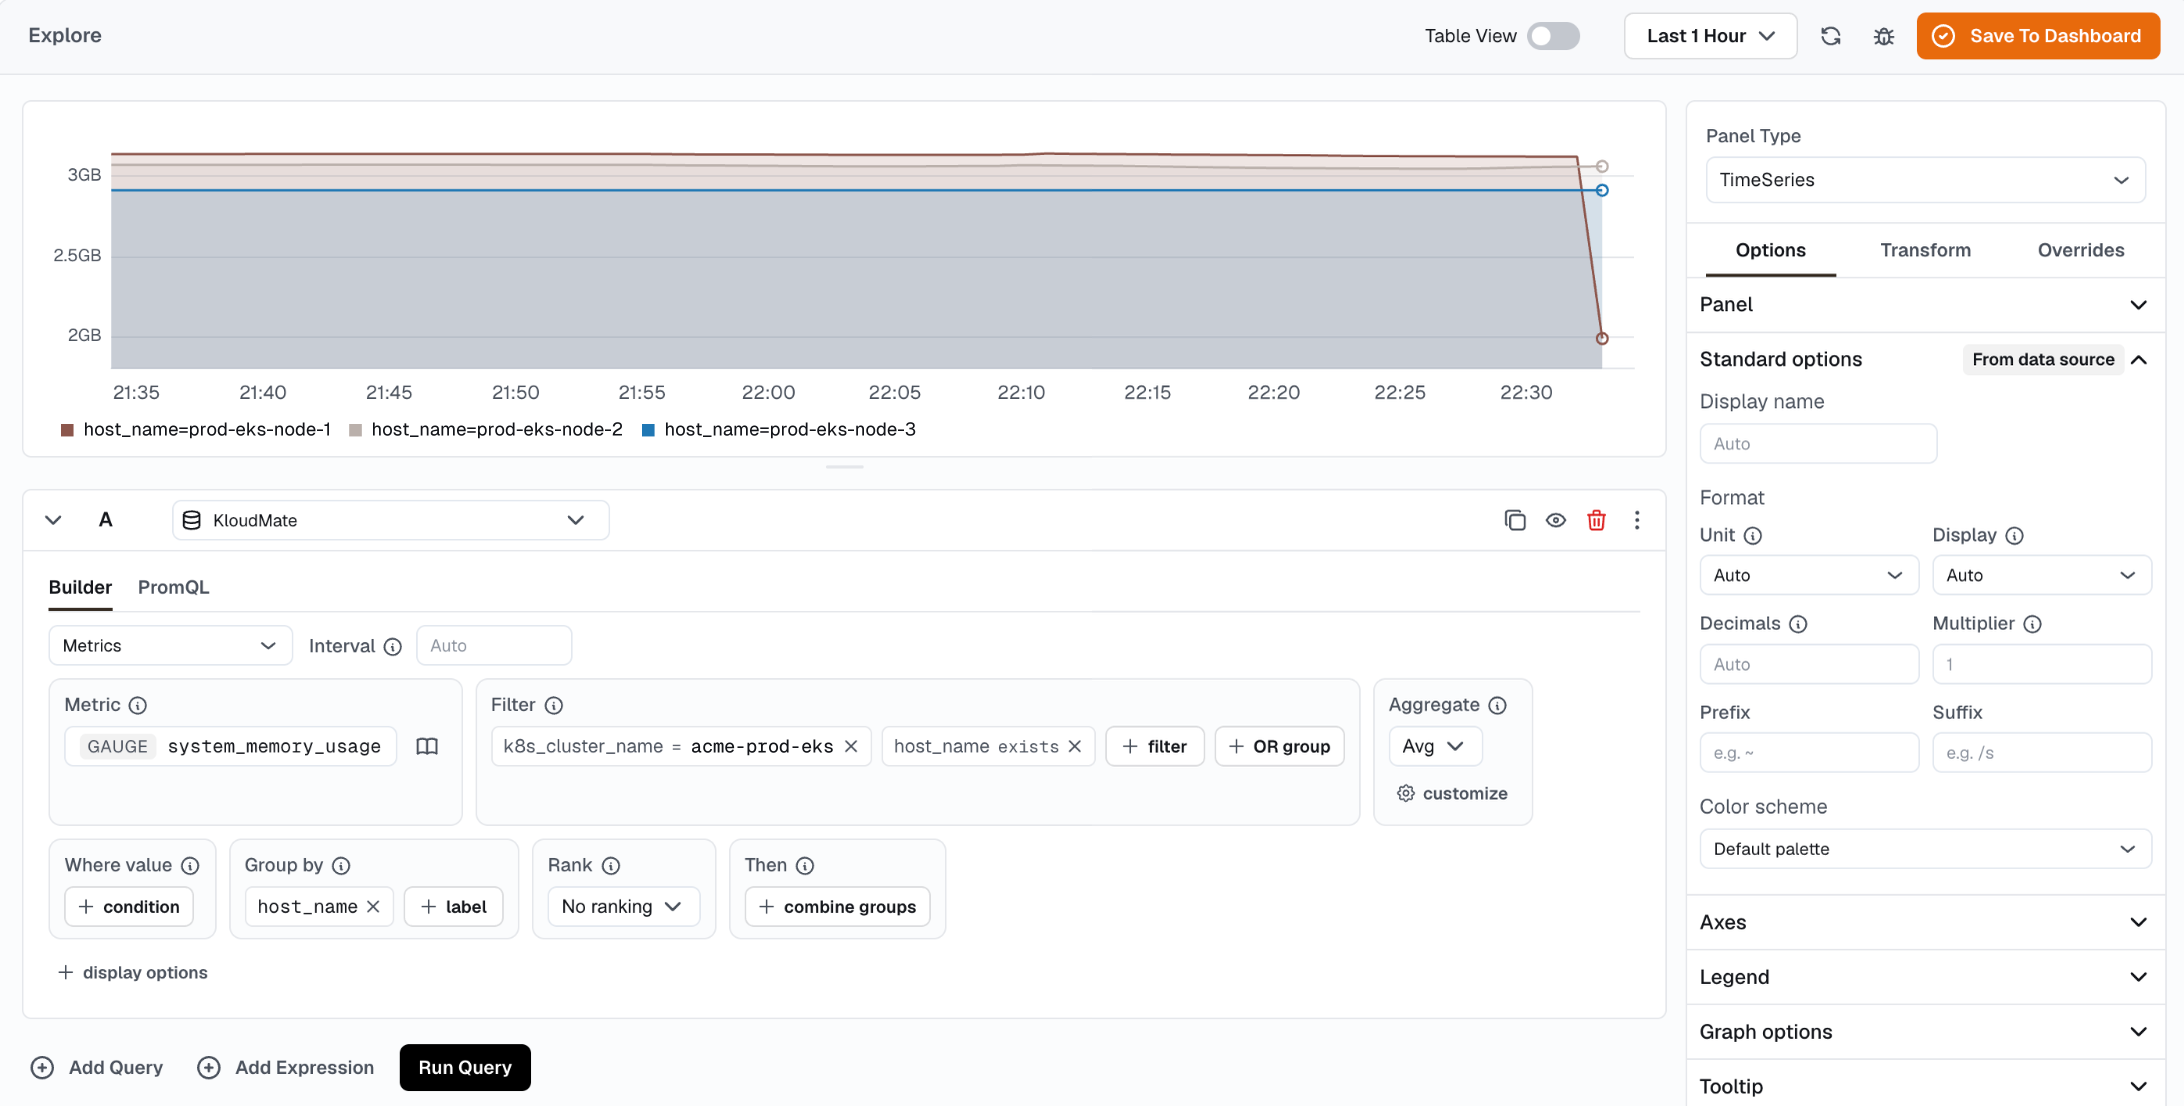 Explore
Table View
Last 1 Hour
Save To Dashboard
3GB
2.5GB
2GB
21:35 21:40 21:45 21:50 21:55 22:00 22:05 22:10 22:15 22:20 22:25 22:30
host_name=prod-eks-node-1 host_name=prod-eks-node-2 host_name=prod-eks-node-3
A
KloudMate
Builder PromQL
Metrics
Interval
Auto
Metric
GAUGE system_memory_usage
Filter
k8s_cluster_name = acme-prod-eks
host_name exists
+ filter
+ OR group
Aggregate
Avg
customize
Where value
+ condition
Group by
host_name
+ label
Rank
No ranking
Then
+ combine groups
+ display options
Add Query
Add Expression
Run Query
Panel Type
TimeSeries
Options Transform Overrides
Panel
Standard options
From data source
Display name
Auto
Format
Unit
Display
Auto
Auto
Decimals
Multiplier
Auto
1
Prefix
Suffix
e.g. ~
e.g. /s
Color scheme
Default palette
Axes
Legend
Graph options
Tooltip